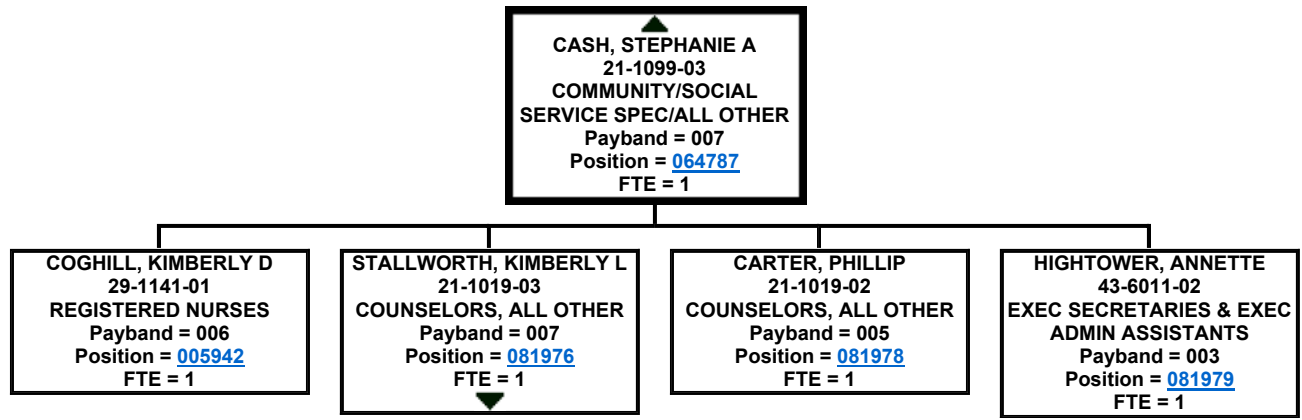 CASH, STEPHANIE A
21-1099-03
COMMUNITY/SOCIAL
SERVICE SPEC/ALL OTHER
Payband = 007
Position = 064787
FTE = 1
COGHILL, KIMBERLY D
29-1141-01
REGISTERED NURSES
Payband = 006
Position = 005942
FTE = 1
STALLWORTH, KIMBERLY L
21-1019-03
COUNSELORS, ALL OTHER
Payband = 007
Position = 081976
FTE = 1
CARTER, PHILLIP
21-1019-02
COUNSELORS, ALL OTHER
Payband = 005
Position = 081978
FTE = 1
HIGHTOWER, ANNETTE
43-6011-02
EXEC SECRETARIES & EXEC
ADMIN ASSISTANTS
Payband = 003
Position = 081979
FTE = 1